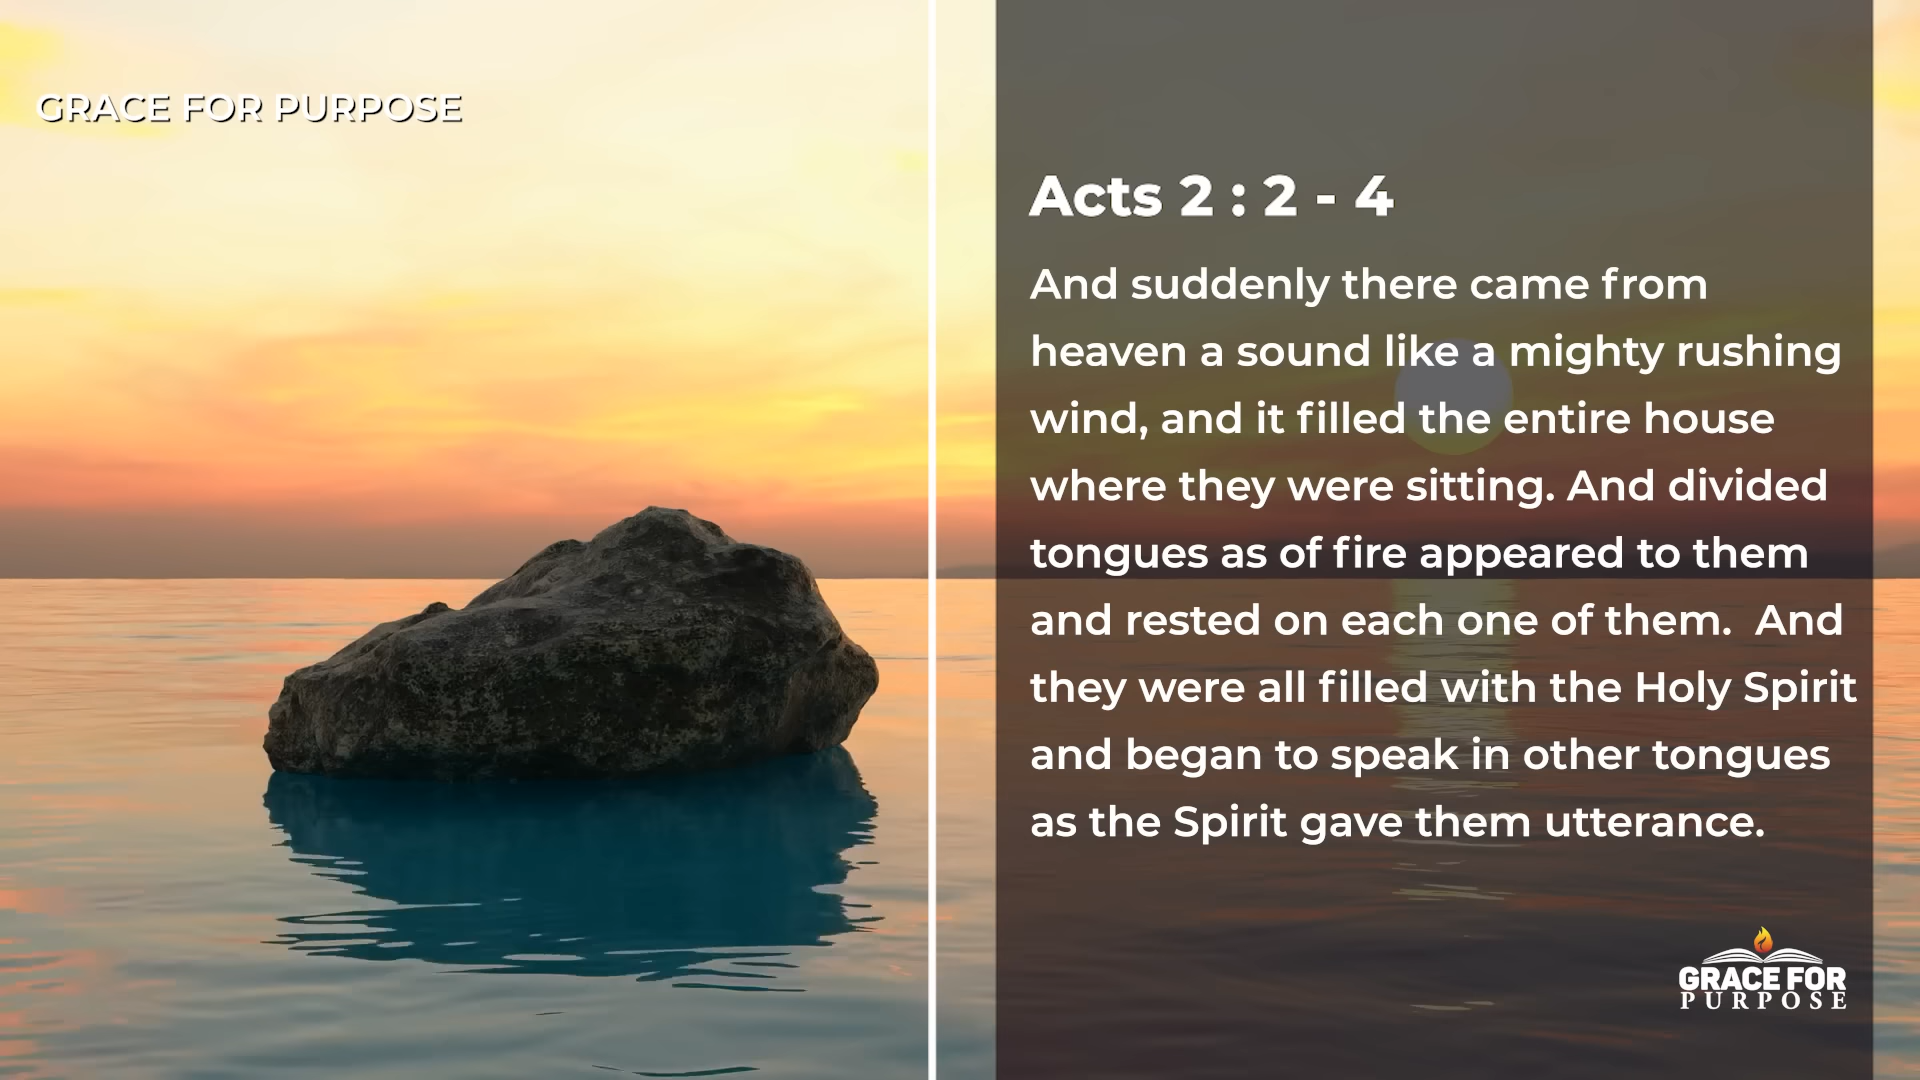 GRACE FOR PURPOSE
Acts 2 : 2 - 4
And suddenly there came from
heaven a sound like a mighty rushing
wind, and it filled the entire house
where they were sitting. And divided
tongues as of fire appeared to them
and rested on each one of them.  And
they were all filled with the Holy Spirit
and began to speak in other tongues
as the Spirit gave them utterance.
GRACE FOR
PURPOSE